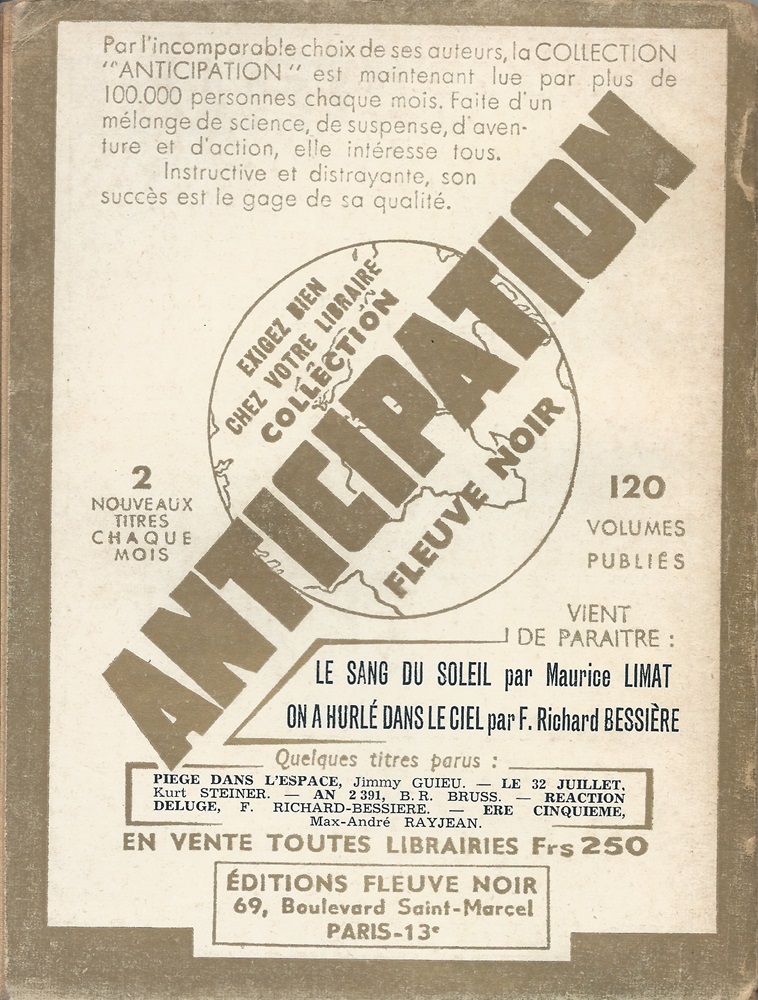 Par l'incomparable choix de ses auteurs, la COLLECTION
"ANTICIPATION" est maintenant lue par plus de
100.000 personnes chaque mois. Faite d'un
mélange de science, de suspense, d'aven-
ture et d'action, elle intéresse tous.
Instructive et distrayante, son
succès est le gage de sa qualité.
EXIGEZ BIEN
CHEZ VOTRE LIBRAIRE
COLLECTION
ANTICIPATION
FLEUVE NOIR
2
NOUVEAUX
TITRES
CHAQUE
MOIS
120
VOLUMES
PUBLIÉS
VIENT
DE PARAITRE :
LE SANG DU SOLEIL par Maurice LIMAT
ON A HURLÉ DANS LE CIEL par F. Richard BESSIÈRE
Quelques titres parus :
PIEGE DANS L'ESPACE, Jimmy GUIEU. — LE 32 JUILLET,
Kurt STEINER. — AN 2391, B.R. BRUSS. — REACTION
DELUGE, F. RICHARD-BESSIERE. — ERE CINQUIEME,
Max-André RAYJEAN.
EN VENTE TOUTES LIBRAIRIES Frs 250
ÉDITIONS FLEUVE NOIR
69, Boulevard Saint-Marcel
PARIS-13e